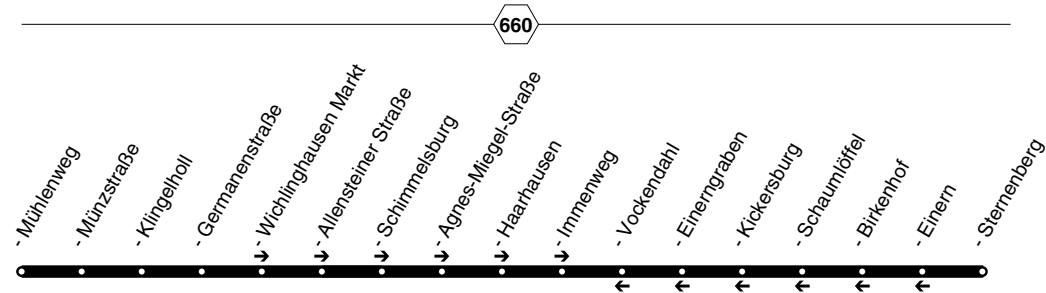 660
- Mühlenweg
- Münzstraße
- Klingelholl
- Germanenstraße
- Wichlinghausen Markt
- Allensteiner Straße
- Schimmelsburg
- Agnes-Miegel-Straße
- Haarhausen
- Immenweg
- Vockendahl
- Einerngraben
- Kickersburg
- Schaumlöffel
- Birkenhof
- Einern
- Sternenberg